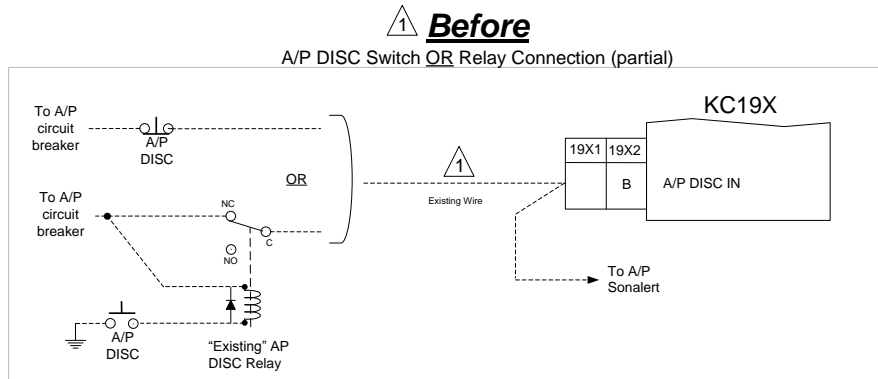 1 Before
A/P DISC Switch OR Relay Connection (partial)
KC19X
To A/P
circuit
breaker
A/P
DISC
OR
1
Existing Wire
19X1 19X2
B
A/P DISC IN
To A/P
circuit
breaker
NC
C
NO
To A/P
Sonalert
A/P
DISC
"Existing" AP
DISC Relay